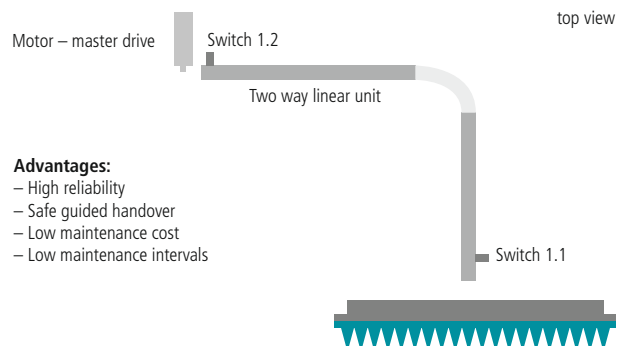 top view
Motor – master drive
Switch 1.2
Two way linear unit
Advantages:
– High reliability
– Safe guided handover
– Low maintenance cost
– Low maintenance intervals
Switch 1.1